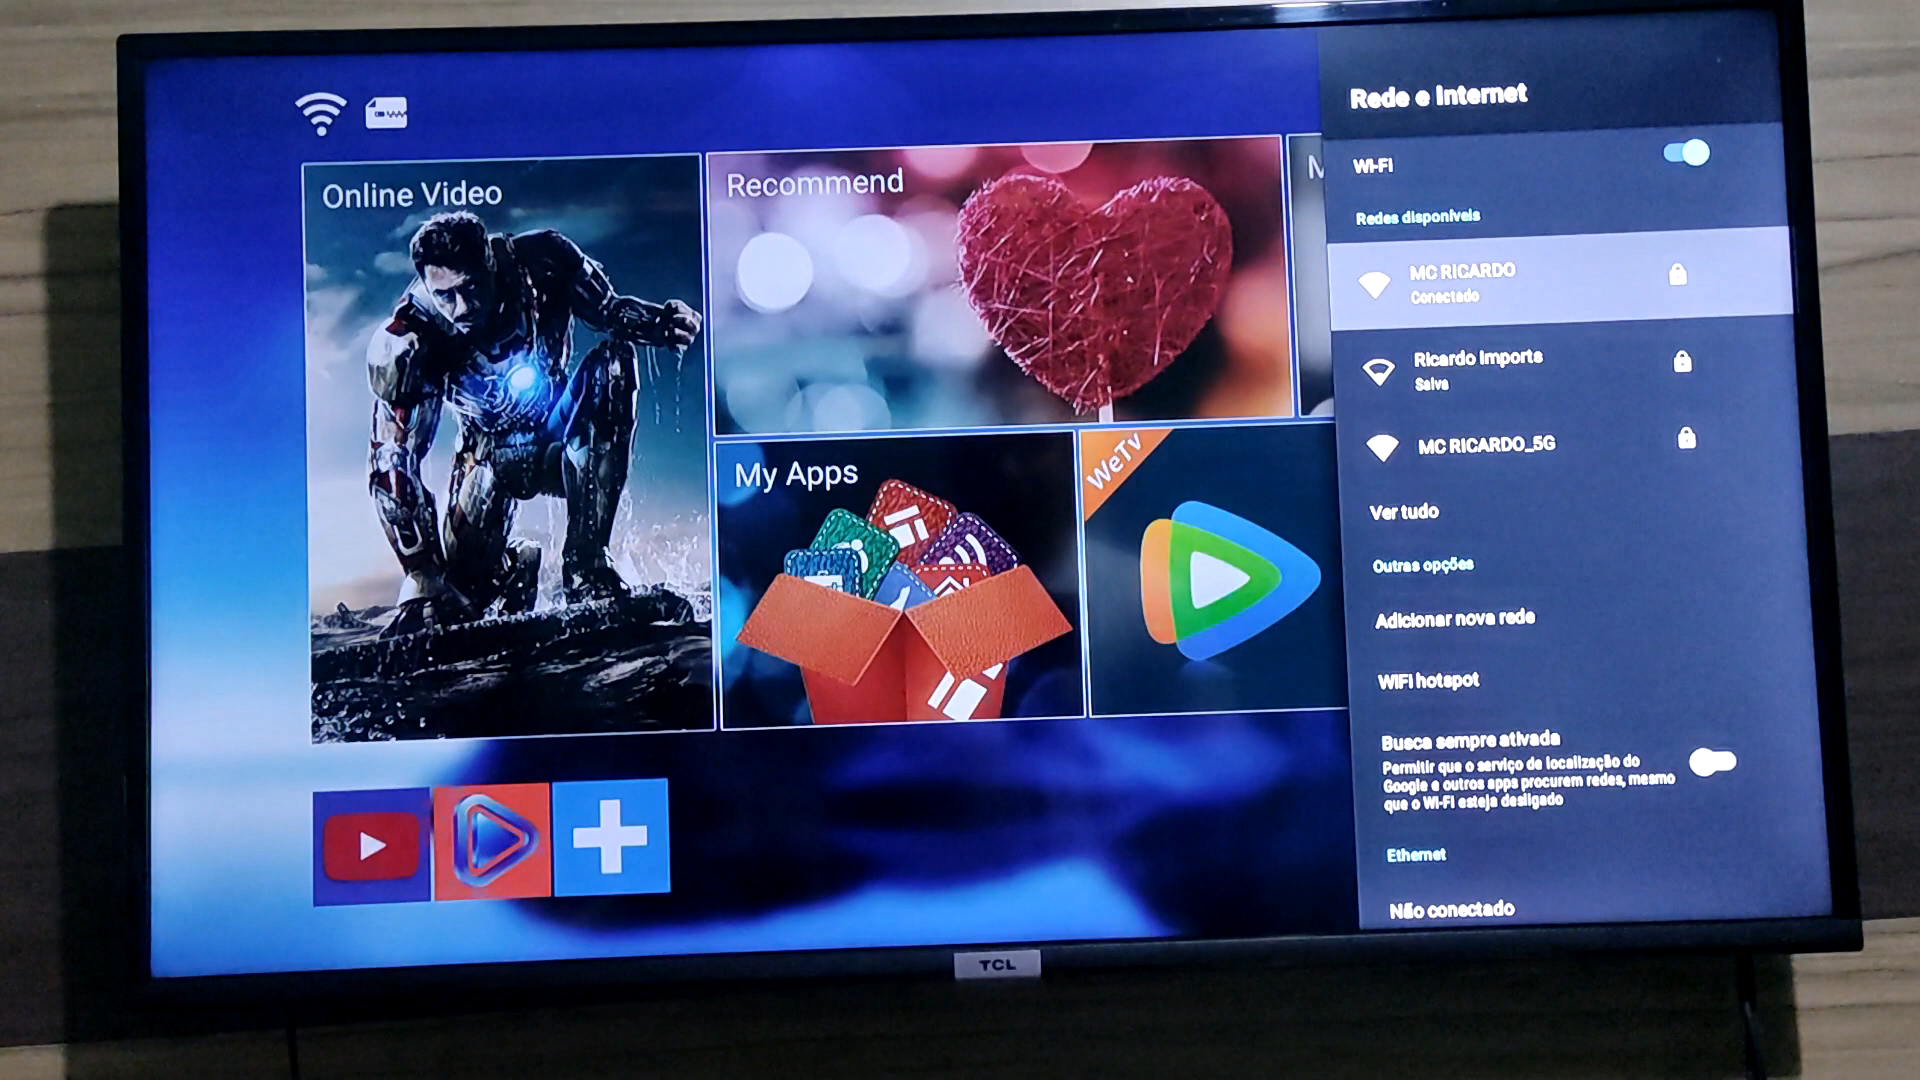 Online Video
Recommend
M
My Apps
WeTv
Rede e Internet
Wi-Fi
Redes disponíveis
MC RICARDO
Conectado
Ricardo Imports
Salva
MC RICARDO_5G
Ver tudo
Outras opções
Adicionar nova rede
WiFi hotspot
Busca sempre ativada
Permitir que o serviço de localização do
Google e outros apps procurem redes, mesmo
que o Wi-Fi esteja desligado
Ethernet
Não conectado
TCL